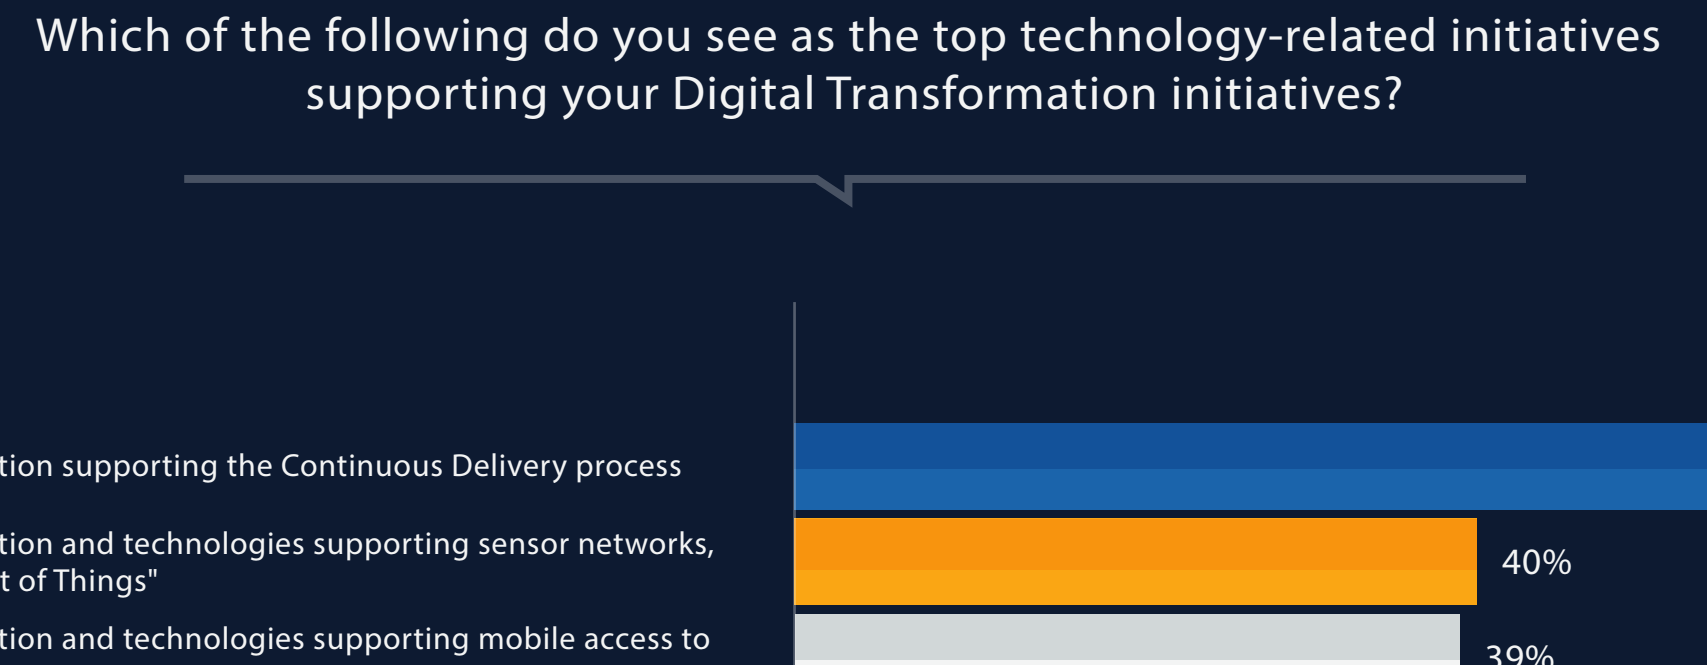 Which of the following do you see as the top technology-related initiatives
supporting your Digital Transformation initiatives?
tion supporting the Continuous Delivery process
tion and technologies supporting sensor networks,
t of Things"
40%
tion and technologies supporting mobile access to
39%